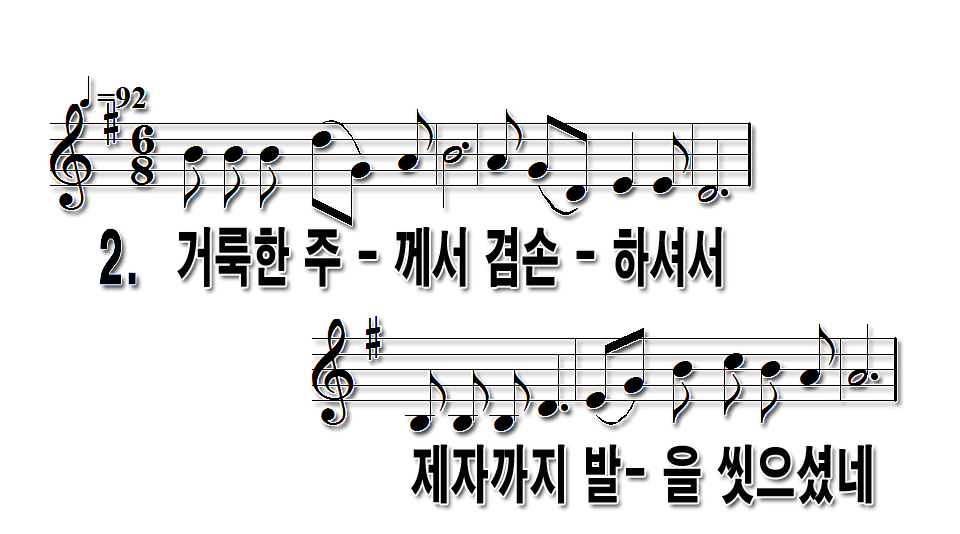 ♩=92
6
8
2. 거룩한 주 - 께서 겸손 - 하셔서
제자까지 발- 을 씻으셨네